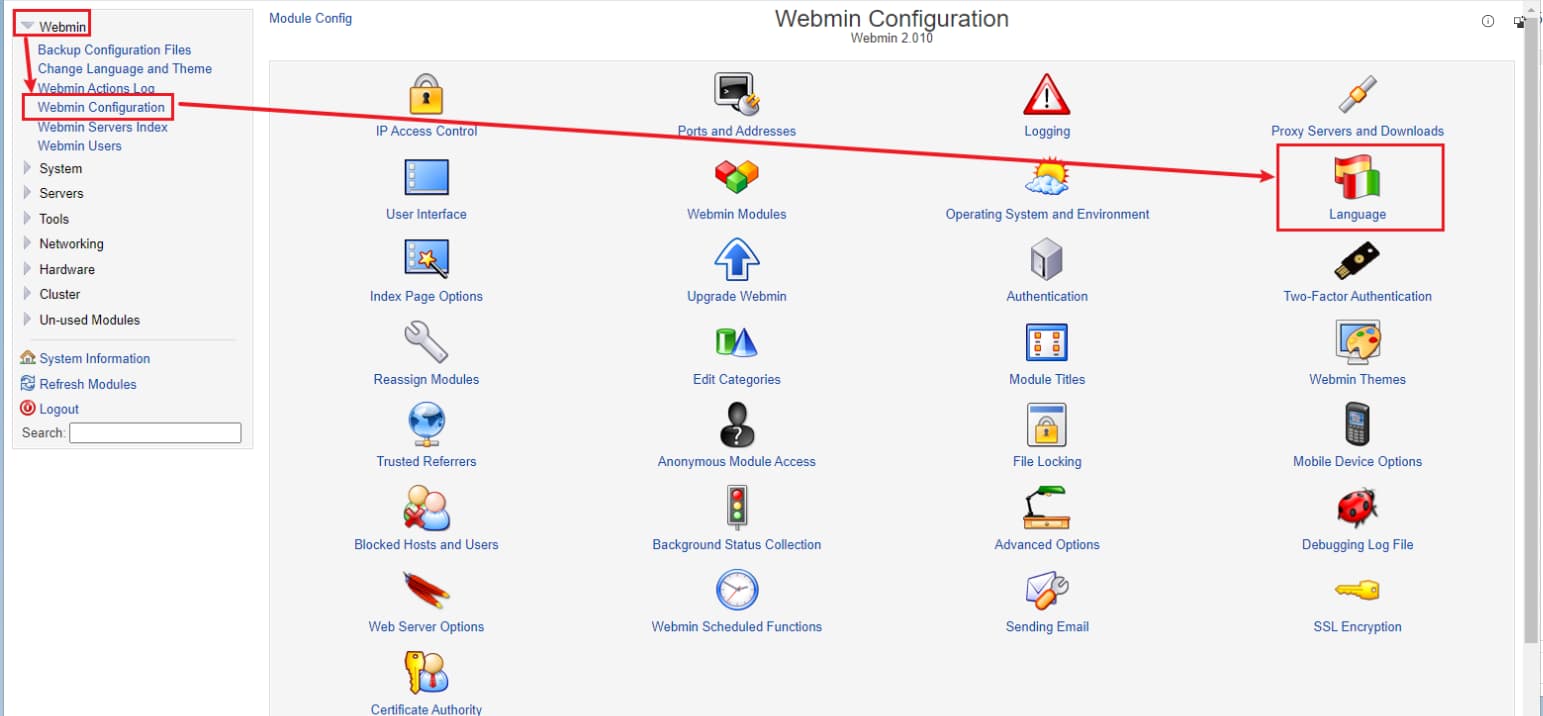 Webmin
Backup Configuration Files
Change Language and Theme
Webmin Actions Log
Webmin Configuration
Webmin Servers Index
Webmin Users
System
Servers
Tools
Networking
Hardware
Cluster
Un-used Modules
System Information
Refresh Modules
Logout
Search:
Module Config
Webmin Configuration
Webmin 2.010
IP Access Control
Ports and Addresses
Logging
Proxy Servers and Downloads
User Interface
Webmin Modules
Operating System and Environment
Language
Index Page Options
Upgrade Webmin
Authentication
Two-Factor Authentication
Reassign Modules
Edit Categories
Module Titles
Webmin Themes
Trusted Referrers
Anonymous Module Access
File Locking
Mobile Device Options
Blocked Hosts and Users
Background Status Collection
Advanced Options
Debugging Log File
Web Server Options
Webmin Scheduled Functions
Sending Email
SSL Encryption
Certificate Authority